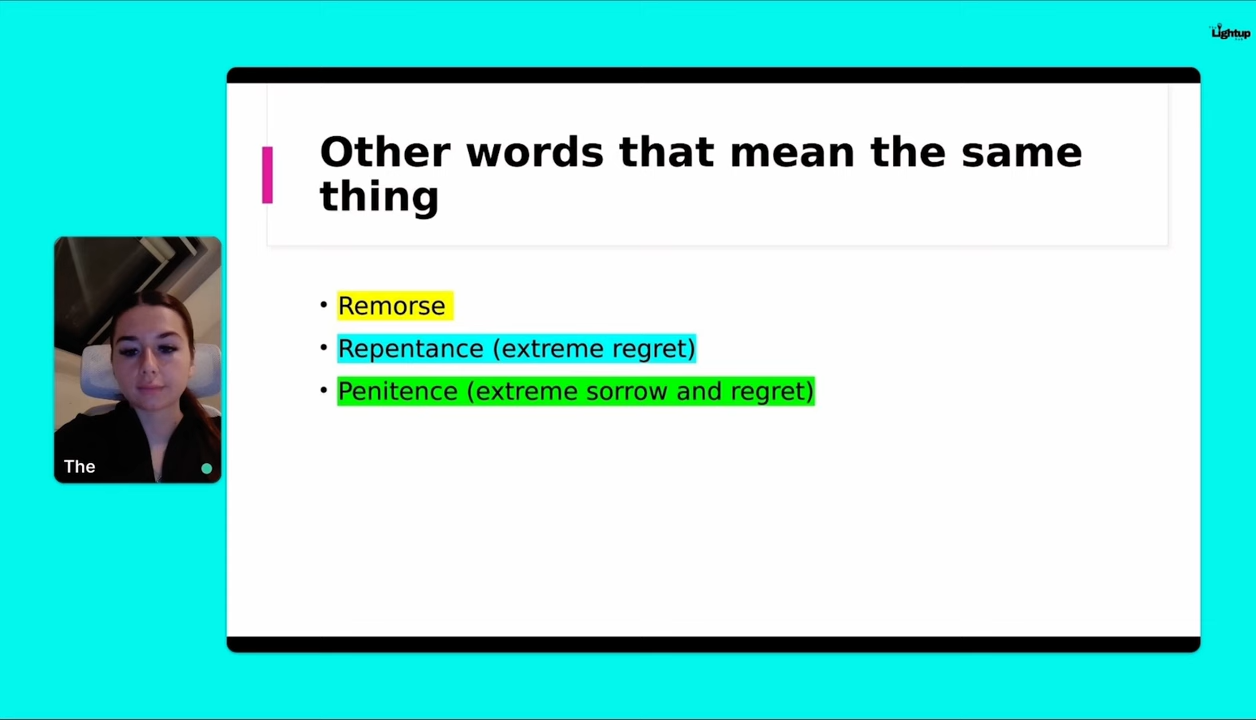 Lightup
Other words that mean the same
thing
• Remorse
• Repentance (extreme regret)
• Penitence (extreme sorrow and regret)
The